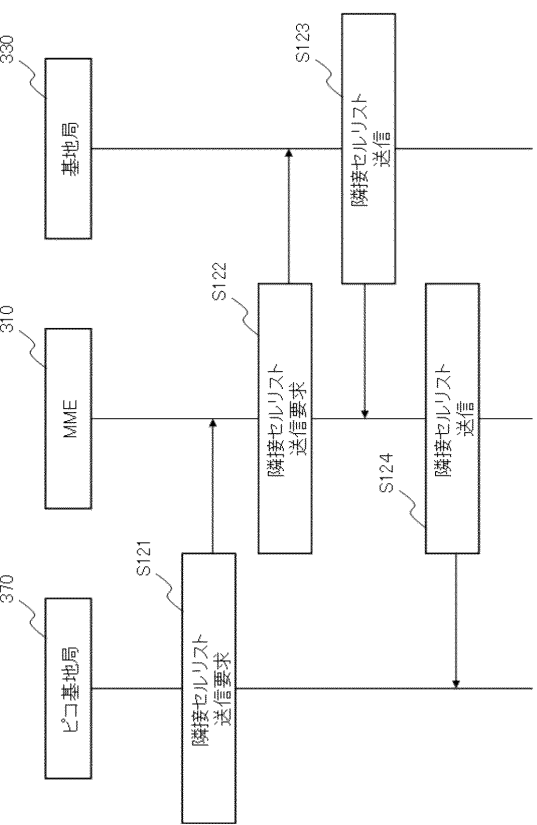 370
ピコ基地局
310
MME
330
基地局
S121
隣接セルリスト
送信要求
S122
隣接セルリスト
送信要求
S123
隣接セルリスト
送信
S124
隣接セルリスト
送信